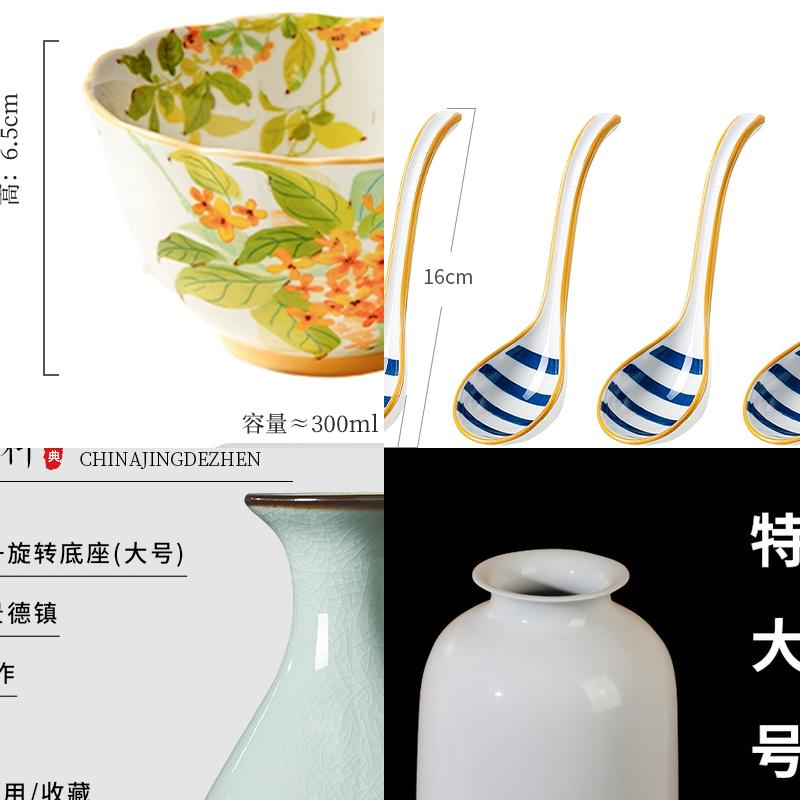 高：6.5cm
容量≈300ml
16cm
典
CHINAJINGDEZHEN
旋转底座(大号)
德镇
作
用/收藏
特
大
号